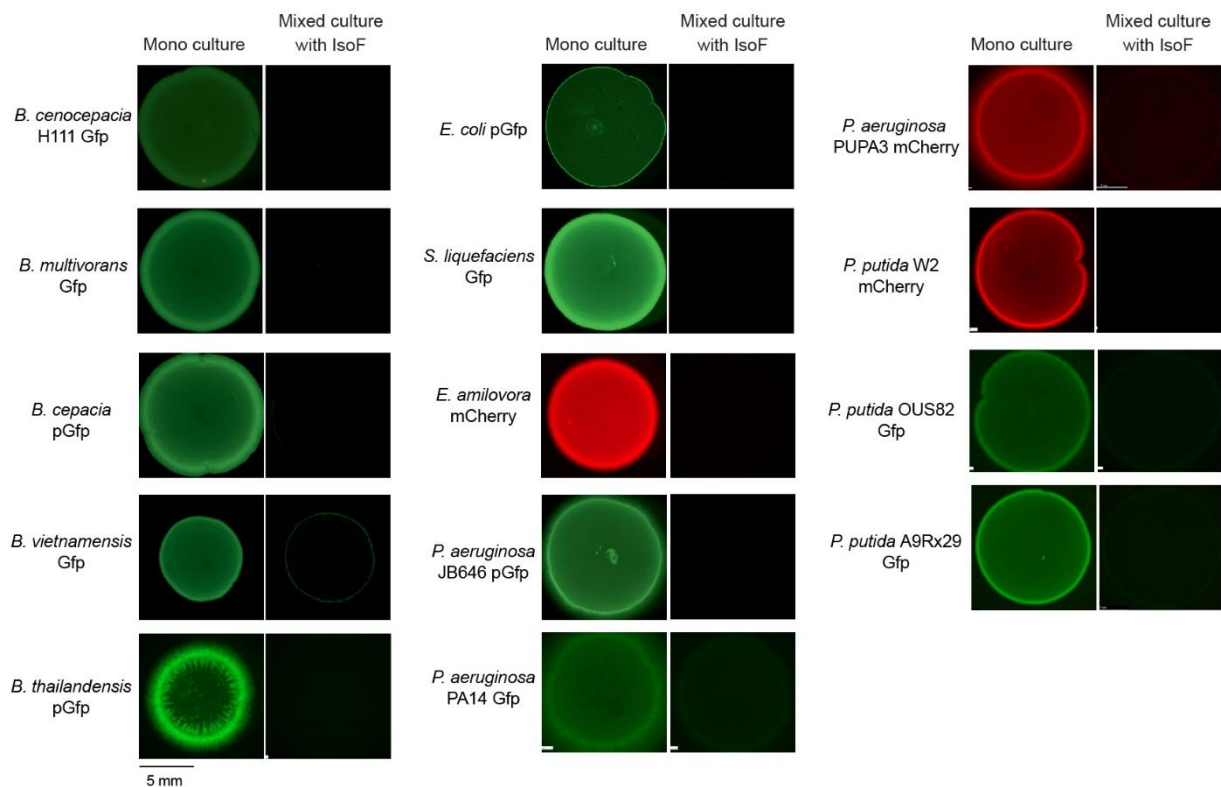 Mono culture
Mixed culture
with IsoF
B. cenocepacia
H111 Gfp
B. multivorans
Gfp
B. cepacia
pGfp
B. vietnamensis
Gfp
B. thailandensis
pGfp
5 mm
Mono culture
Mixed culture
with IsoF
E. coli pGfp
S. liquefaciens
Gfp
E. amilovora
mCherry
P. aeruginosa
JB646 pGfp
P. aeruginosa
PA14 Gfp
Mono culture
Mixed culture
with IsoF
P. aeruginosa
PUPA3 mCherry
P. putida W2
mCherry
P. putida OUS82
Gfp
P. putida A9Rx29
Gfp